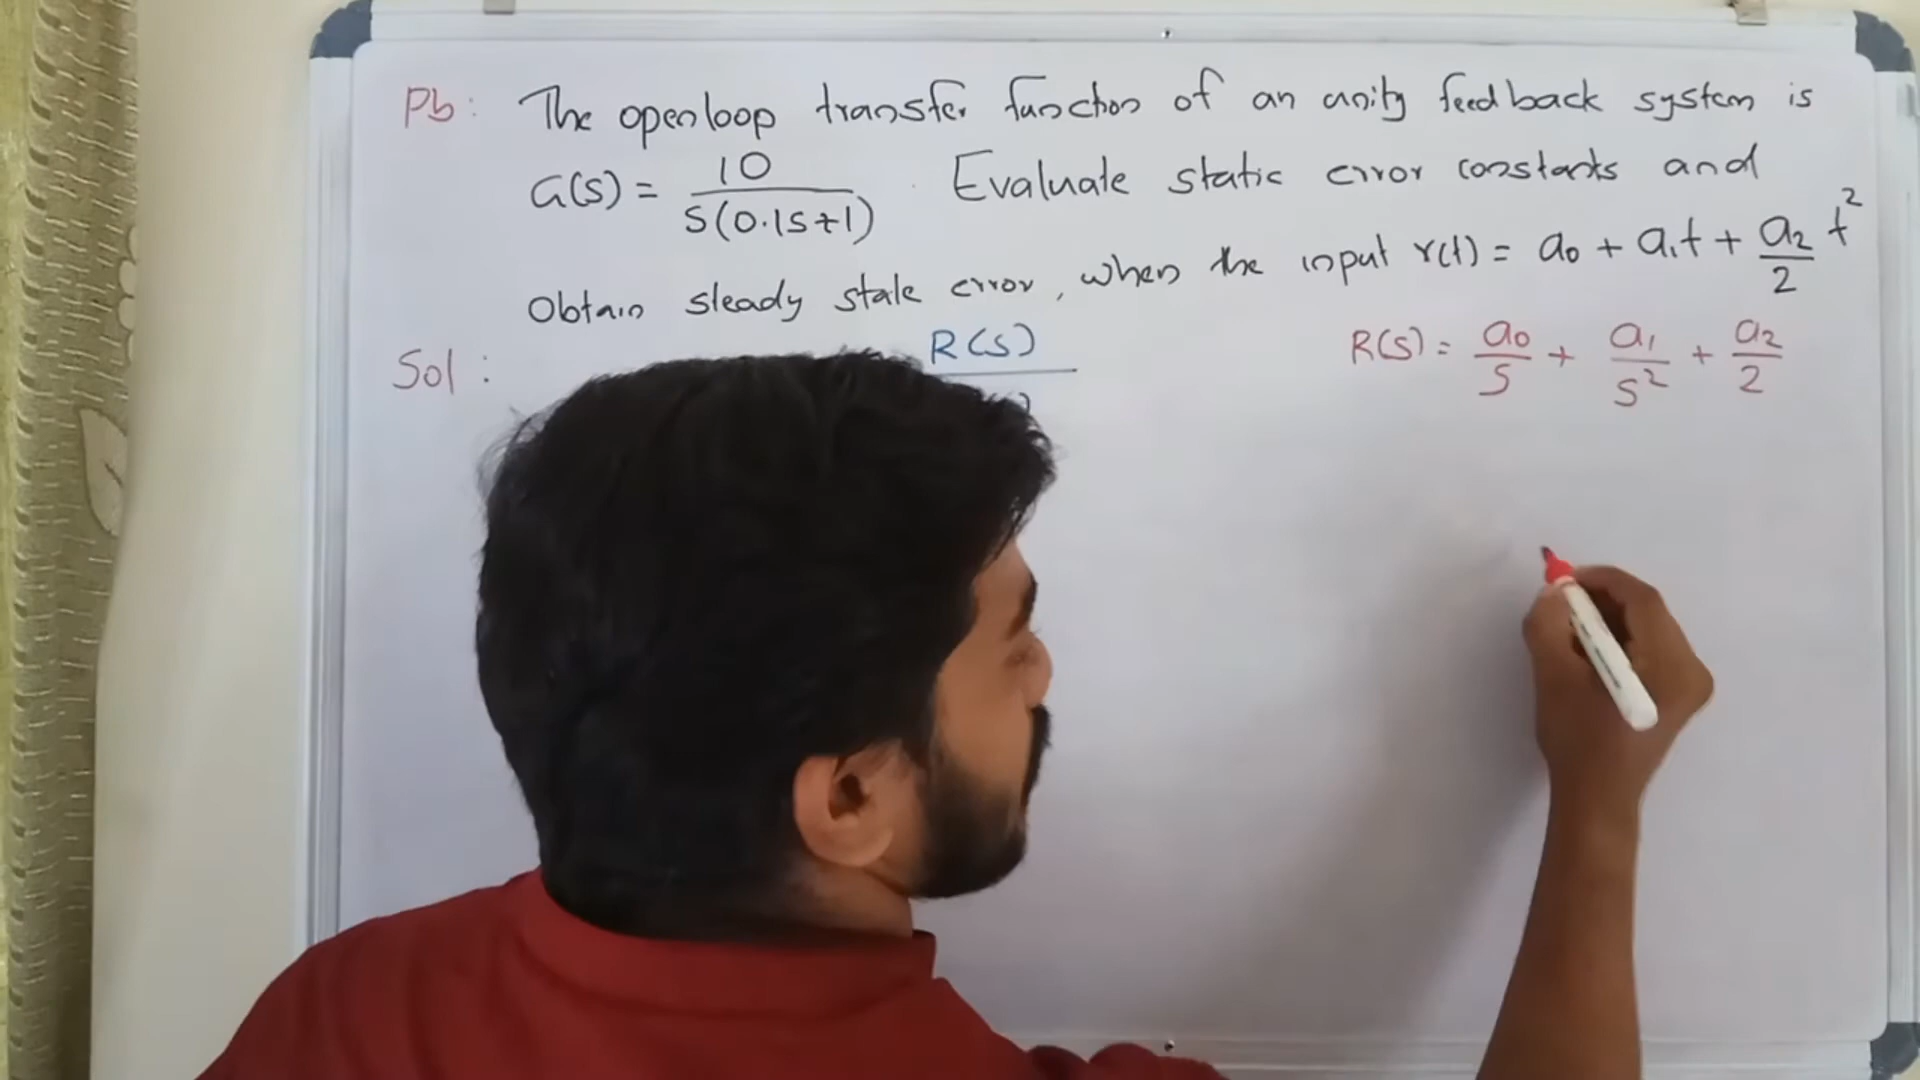 Pb: The openloop transfer function of an unity feedback system is
G(s) = 10 / S(0.1s+1) . Evaluate static error constants and
Obtain steady state error, when the input r(t) = a₀ + a₁t + a₂/2 t²
Sol: R(s) R(s) = a₀/S + a₁/S² + a₂/2